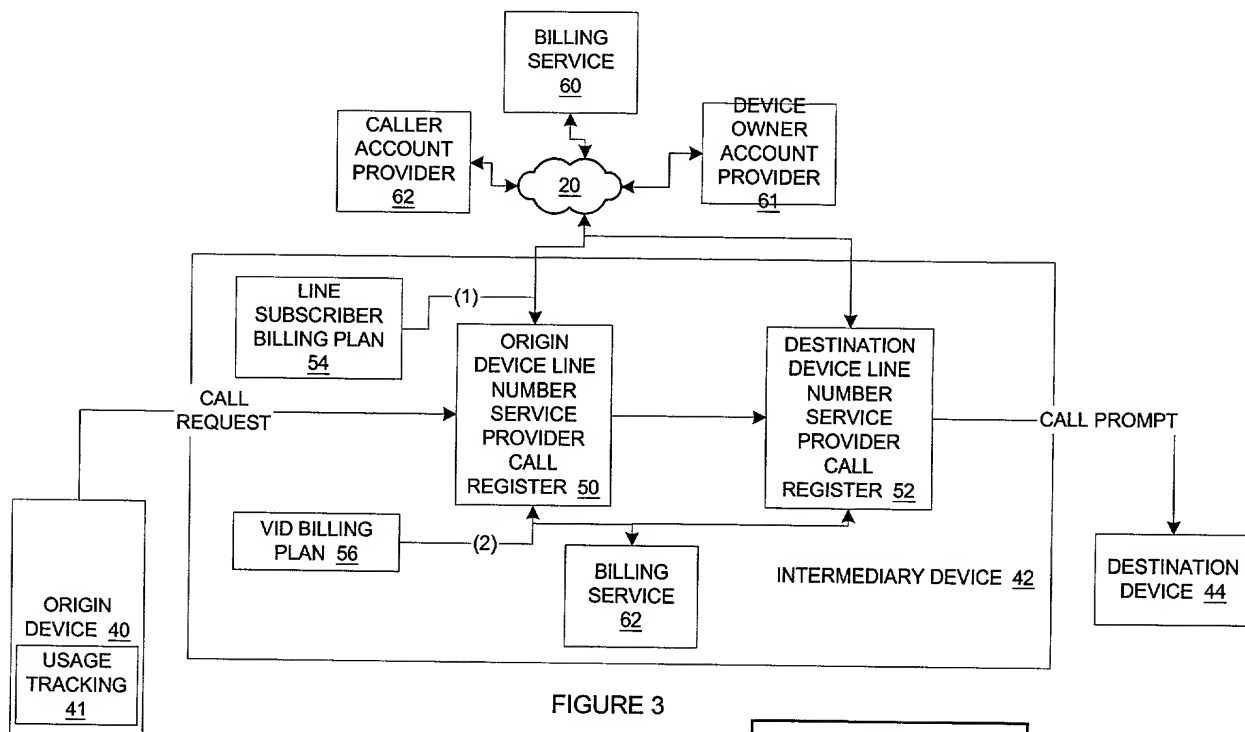 BILLING
SERVICE
60
CALLER
ACCOUNT
PROVIDER
62
20
DEVICE
OWNER
ACCOUNT
PROVIDER
61
LINE
SUBSCRIBER
BILLING PLAN
54
(1)
ORIGIN
DEVICE LINE
NUMBER
SERVICE
PROVIDER
CALL
REGISTER 50
DESTINATION
DEVICE LINE
NUMBER
SERVICE
PROVIDER
CALL
REGISTER 52
CALL
REQUEST
CALL PROMPT
VID BILLING
PLAN 56
(2)
BILLING
SERVICE
62
INTERMEDIARY DEVICE 42
DESTINATION
DEVICE 44
ORIGIN
DEVICE 40
USAGE
TRACKING
41
FIGURE 3